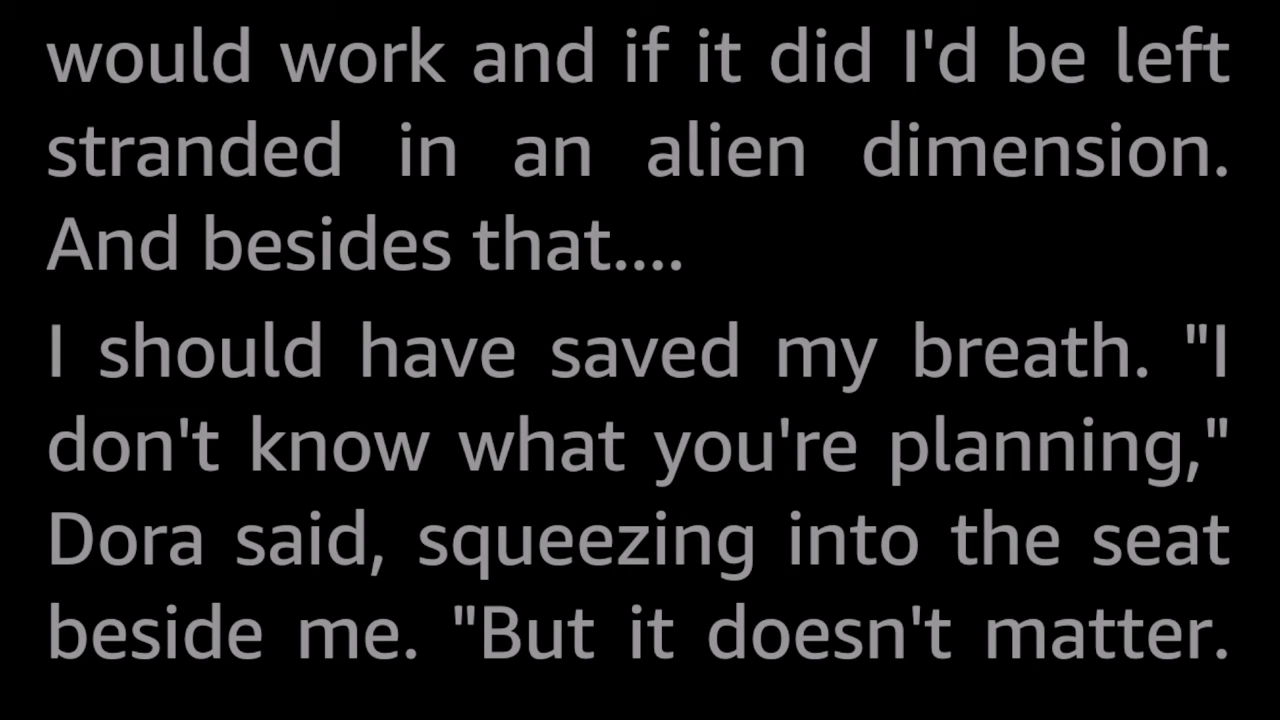 would work and if it did I'd be left
stranded in an alien dimension.
And besides that....
I should have saved my breath. "I
don't know what you're planning,"
Dora said, squeezing into the seat
beside me. "But it doesn't matter.